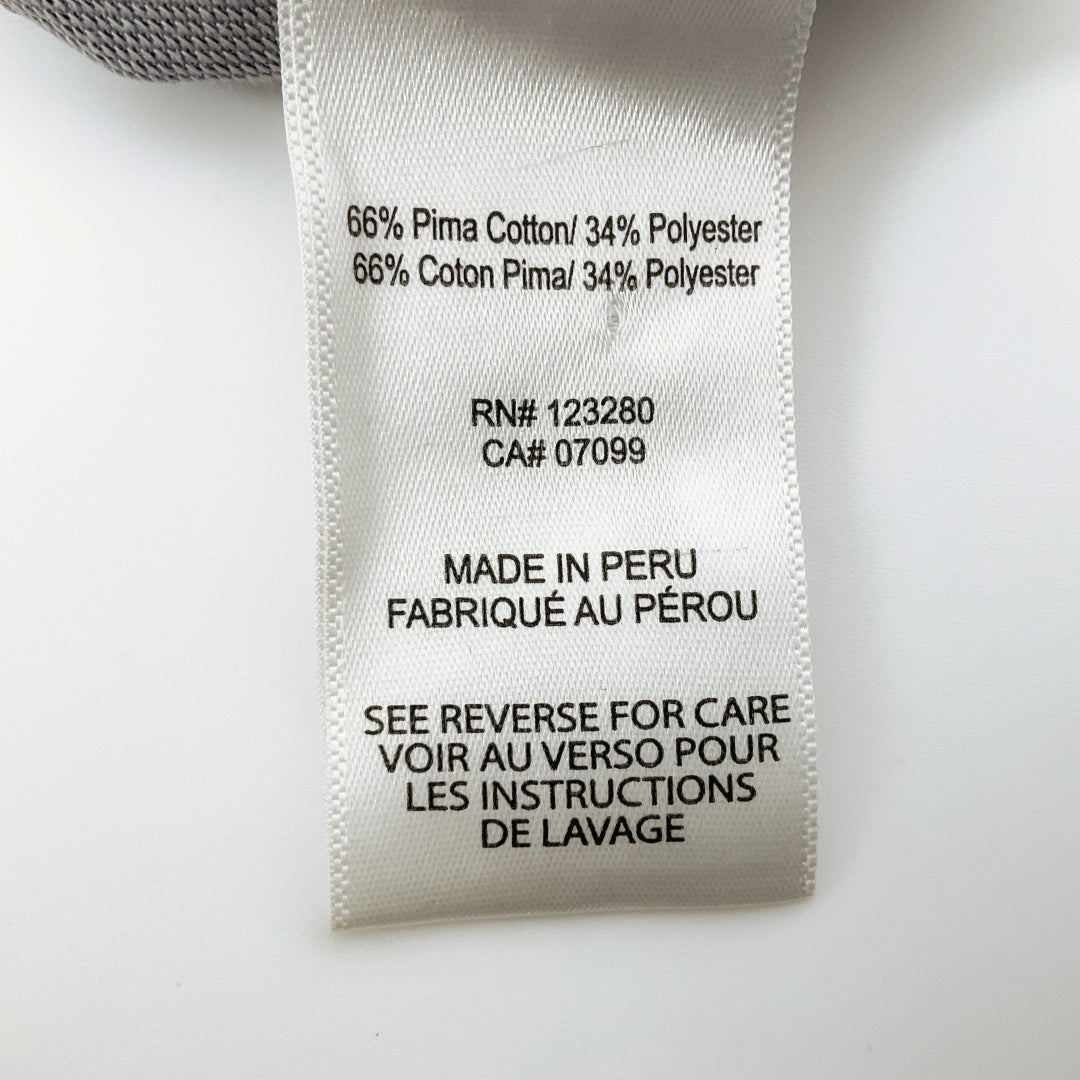 66% Pima Cotton/ 34% Polyester
66% Coton Pima/ 34% Polyester
RN# 123280
CA# 07099
MADE IN PERU
FABRIQUÉ AU PÉROU
SEE REVERSE FOR CARE
VOIR AU VERSO POUR
LES INSTRUCTIONS
DE LAVAGE